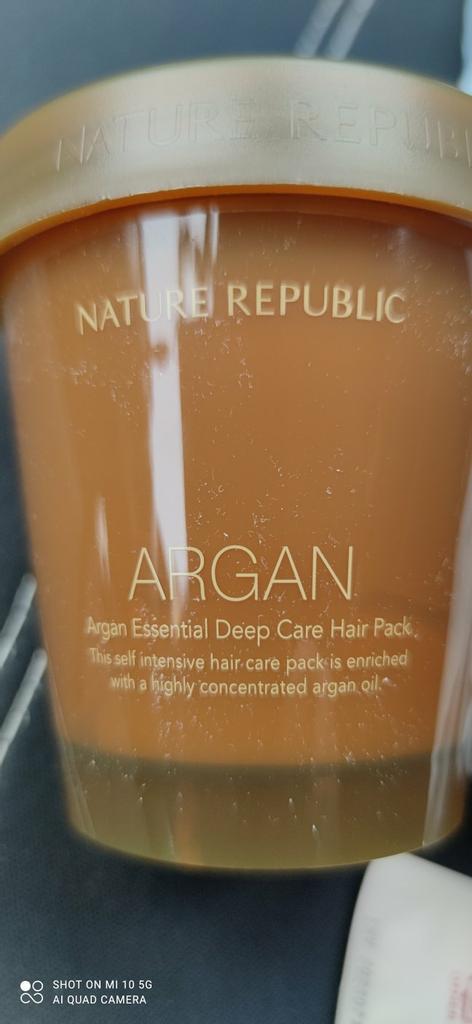 NATURE REPUBL
NATURE REPUBLIC
ARGAN
Argan Essential Deep Care Hair Pack
This self intensive hair care pack is enriched
with a highly concentrated argan oil.
SHOT ON MI 10 5G
AI QUAD CAMERA